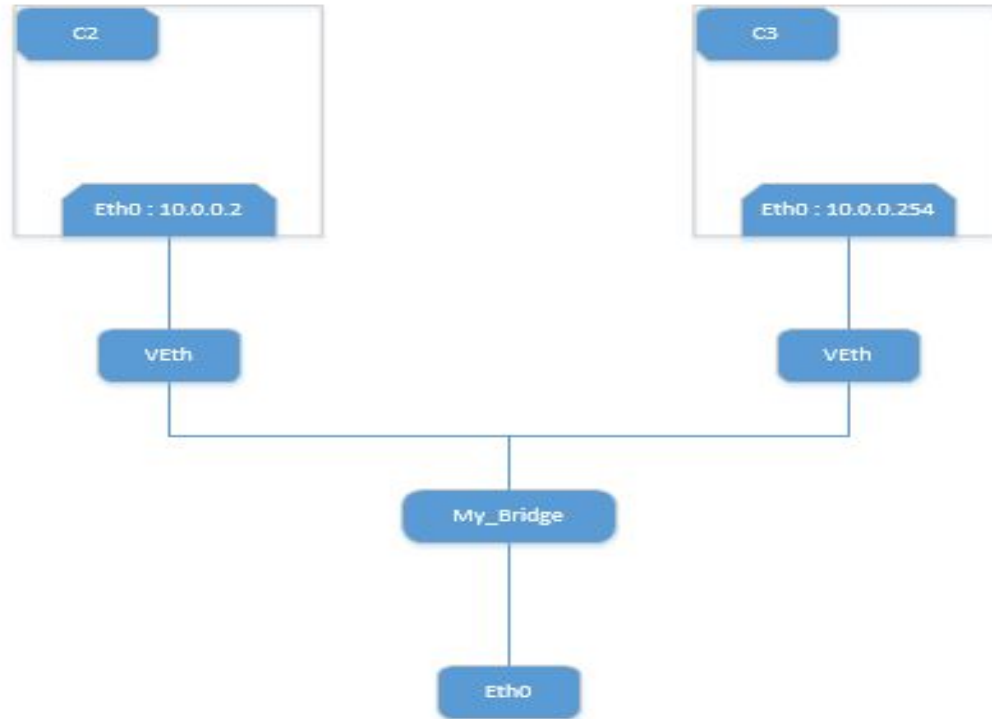 C2
C3
Eth0 : 10.0.0.2
Eth0 : 10.0.0.254
VEth
VEth
My_Bridge
Eth0